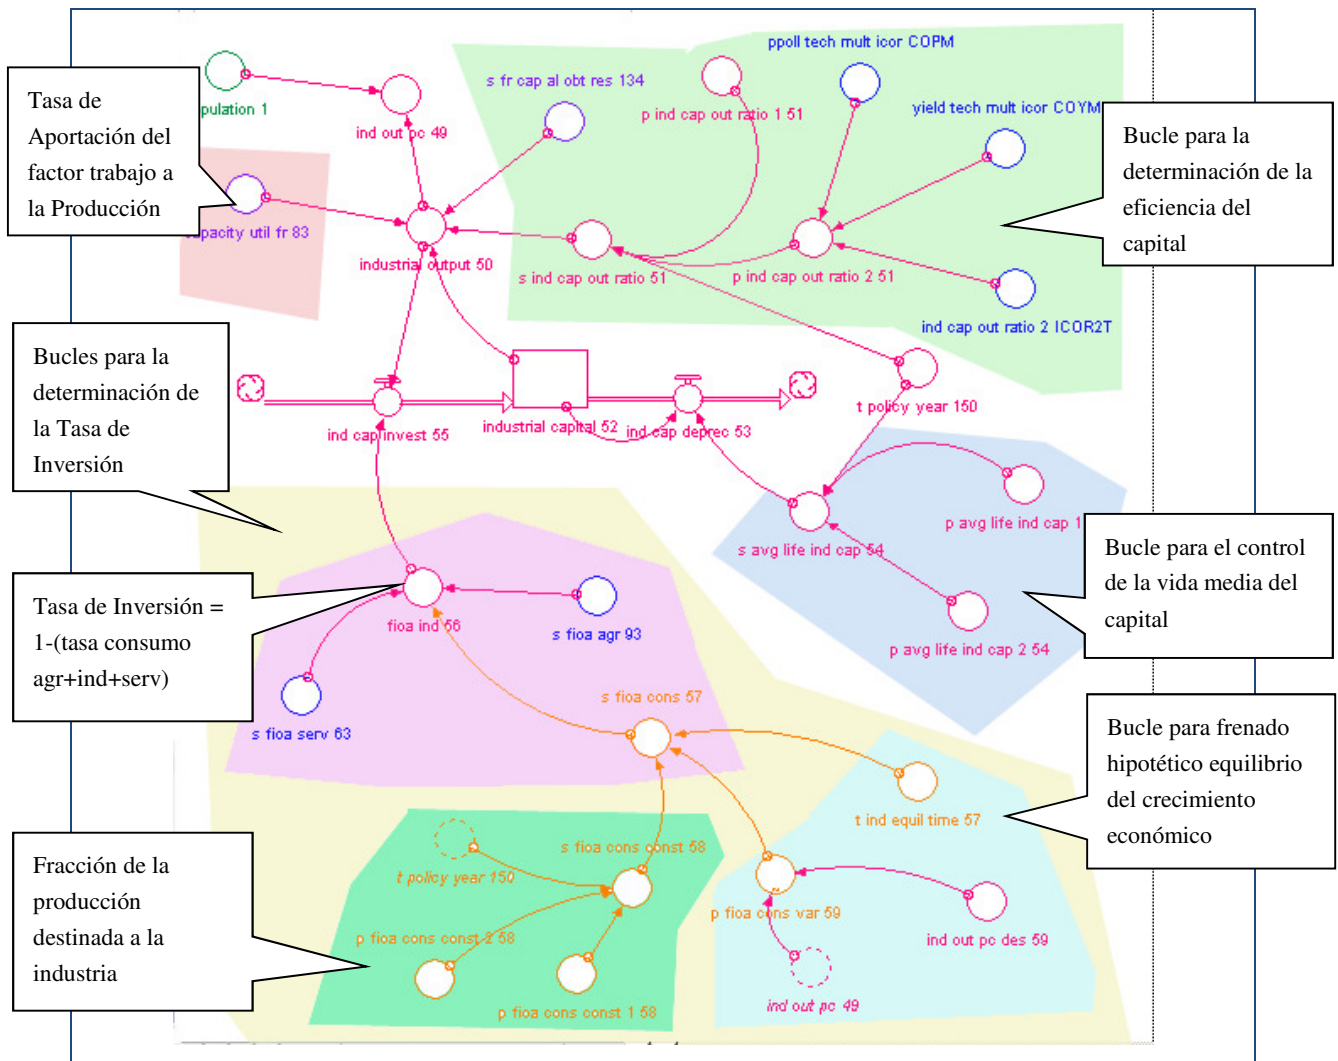 ppoll tech mult icor COPM
s fr cap al obt res 134
p ind cap out ratio 1 51
yield tech mult icor COYM
pulation 1
ind out pc 49
Tasa de
Aportación del
factor trabajo a
la Producción
Bucle para la
determinación de la
eficiencia del
capital
capacity util fr 83
industrial output 50
s ind cap out ratio 51
p ind cap out ratio 2 51
ind cap out ratio 2 ICOR2T
Bucles para la
determinación de
la Tasa de
Inversión
t policy year 150
ind cap invest 55
industrial capital 52
ind cap deprec 53
p avg life ind cap 1
s avg life ind cap 54
Bucle para el control
de la vida media del
capital
Tasa de Inversión =
1-(tasa consumo
agr+ind+serv)
fioa ind 56
s fioa agr 93
p avg life ind cap 2 54
s fioa cons 57
s fioa serv 63
Bucle para frenado
hipotético equilibrio
del crecimiento
económico
t ind equil time 57
Fracción de la
producción
destinada a la
industria
s fioa cons const 58
t policy year 150
p fioa cons var 59
p fioa cons const 2 58
ind out pc des 59
p fioa cons const 1 58
ind out pc 49